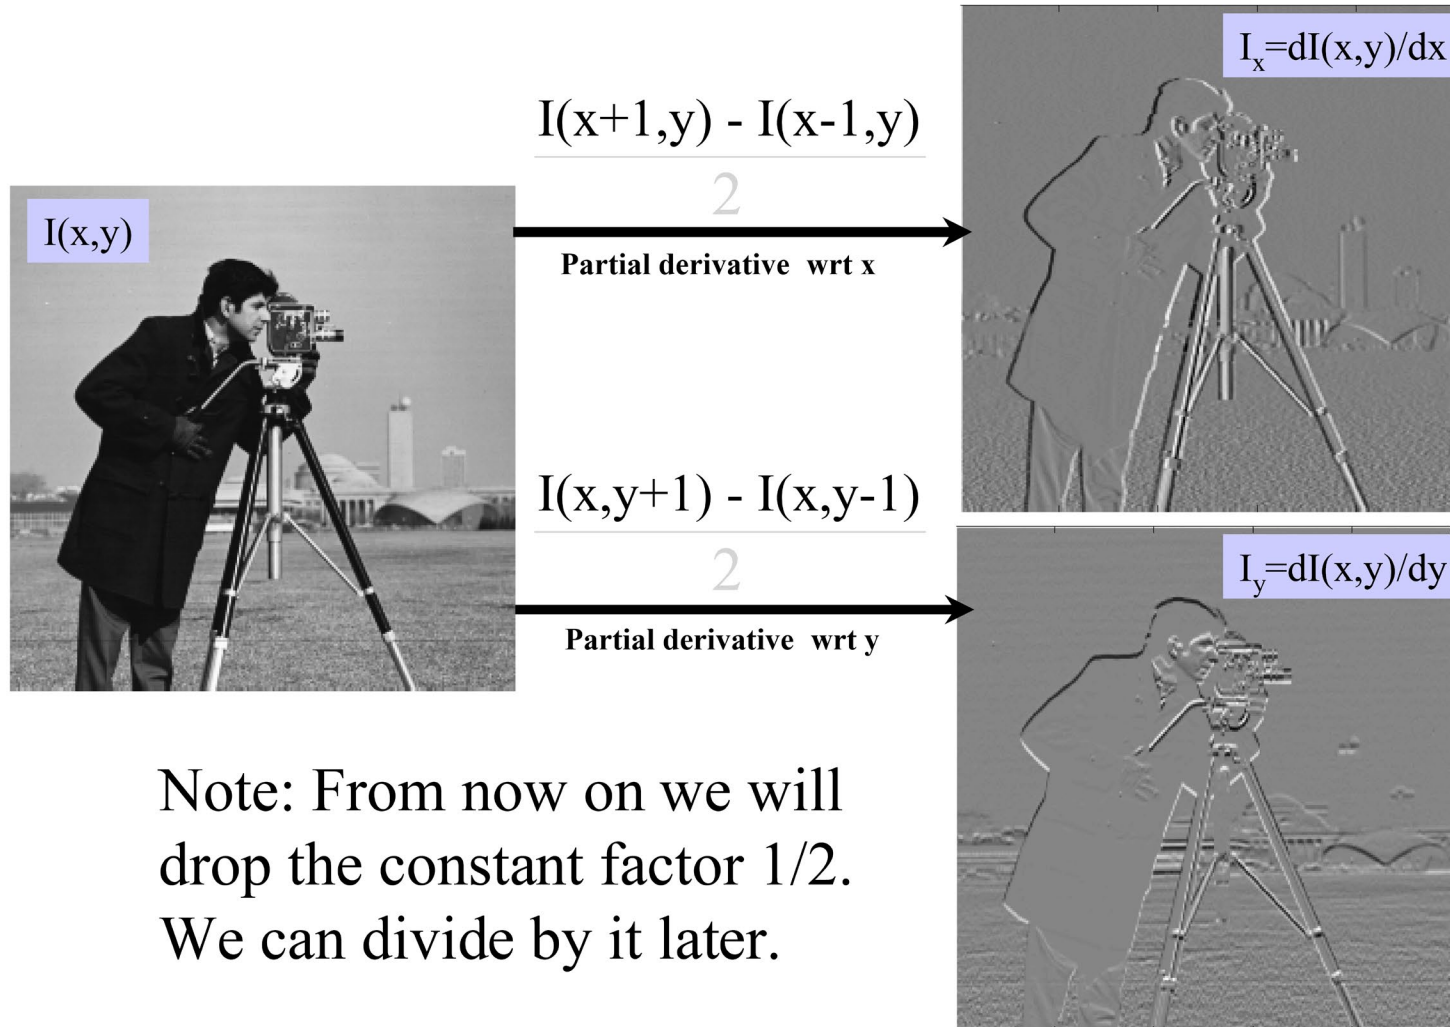 I(x,y)
I(x+1,y) - I(x-1,y)
2
Partial derivative wrt x
I(x,y+1) - I(x,y-1)
2
Partial derivative wrt y
Iₓ=dI(x,y)/dx
I_y=dI(x,y)/dy
Note: From now on we will
drop the constant factor 1/2.
We can divide by it later.